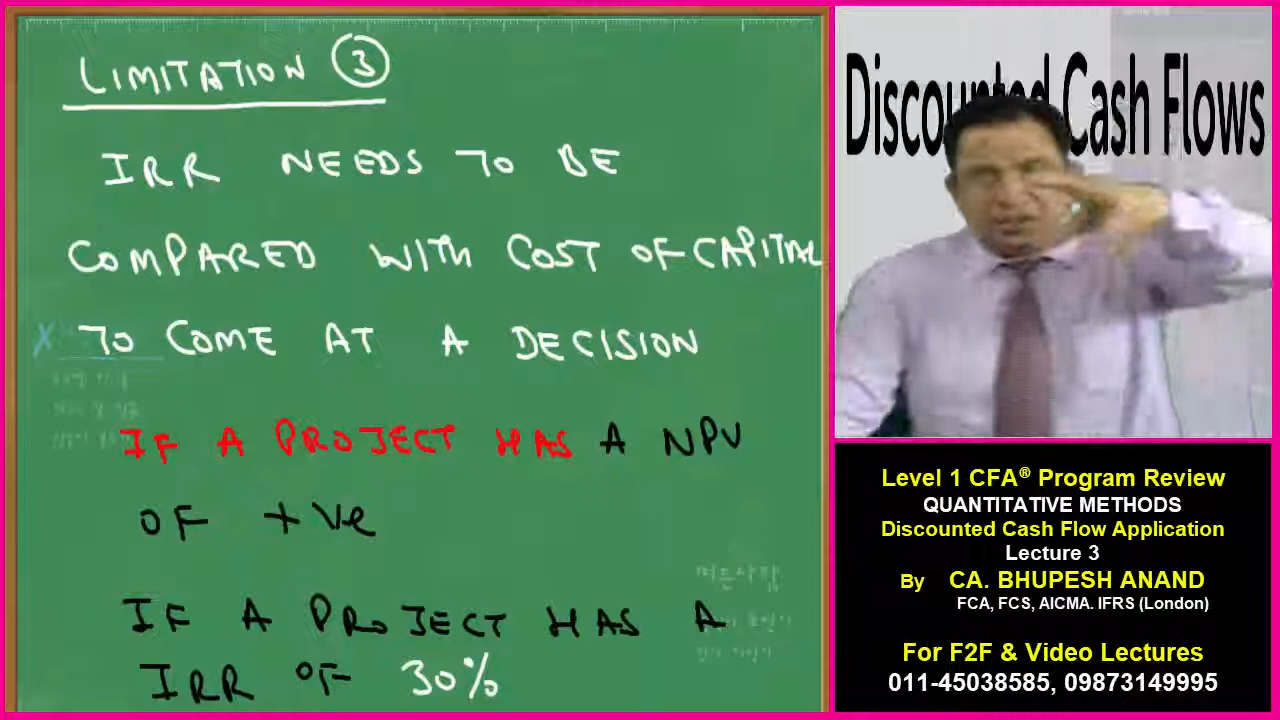 LIMITATION ③
IRR NEEDS TO BE
COMPARED WITH COST OF CAPITAL
TO COME AT A DECISION
IF A PROJECT HAS A NPV
OF +ve
IF A PROJECT HAS A
IRR OF 30%
Discounted Cash Flows
Level 1 CFA® Program Review
QUANTITATIVE METHODS
Discounted Cash Flow Application
Lecture 3
By CA. BHUPESH ANAND
FCA, FCS, AICMA. IFRS (London)
For F2F & Video Lectures
011-45038585, 09873149995